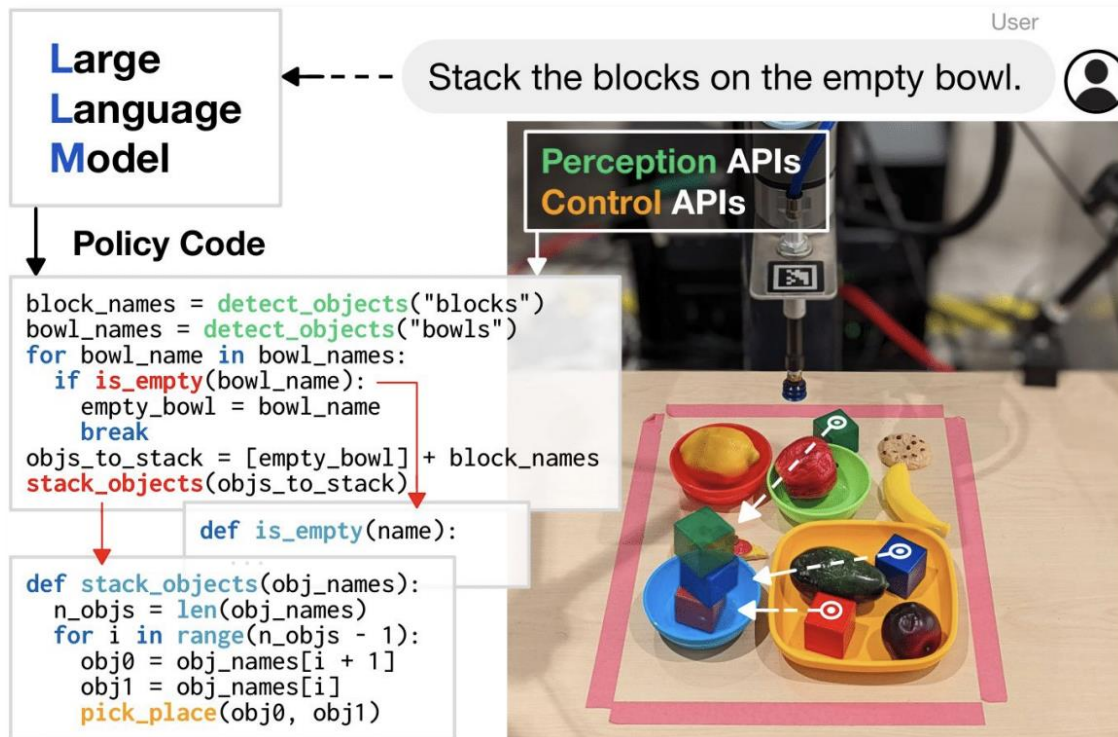 User
Stack the blocks on the empty bowl.
Large
Language
Model
Perception APIs
Control APIs
Policy Code
block_names = detect_objects("blocks")
bowl_names = detect_objects("bowls")
for bowl_name in bowl_names:
  if is_empty(bowl_name):
    empty_bowl = bowl_name
    break
objs_to_stack = [empty_bowl] + block_names
stack_objects(objs_to_stack)
def is_empty(name):
...
def stack_objects(obj_names):
  n_objs = len(obj_names)
  for i in range(n_objs - 1):
    obj0 = obj_names[i + 1]
    obj1 = obj_names[i]
    pick_place(obj0, obj1)